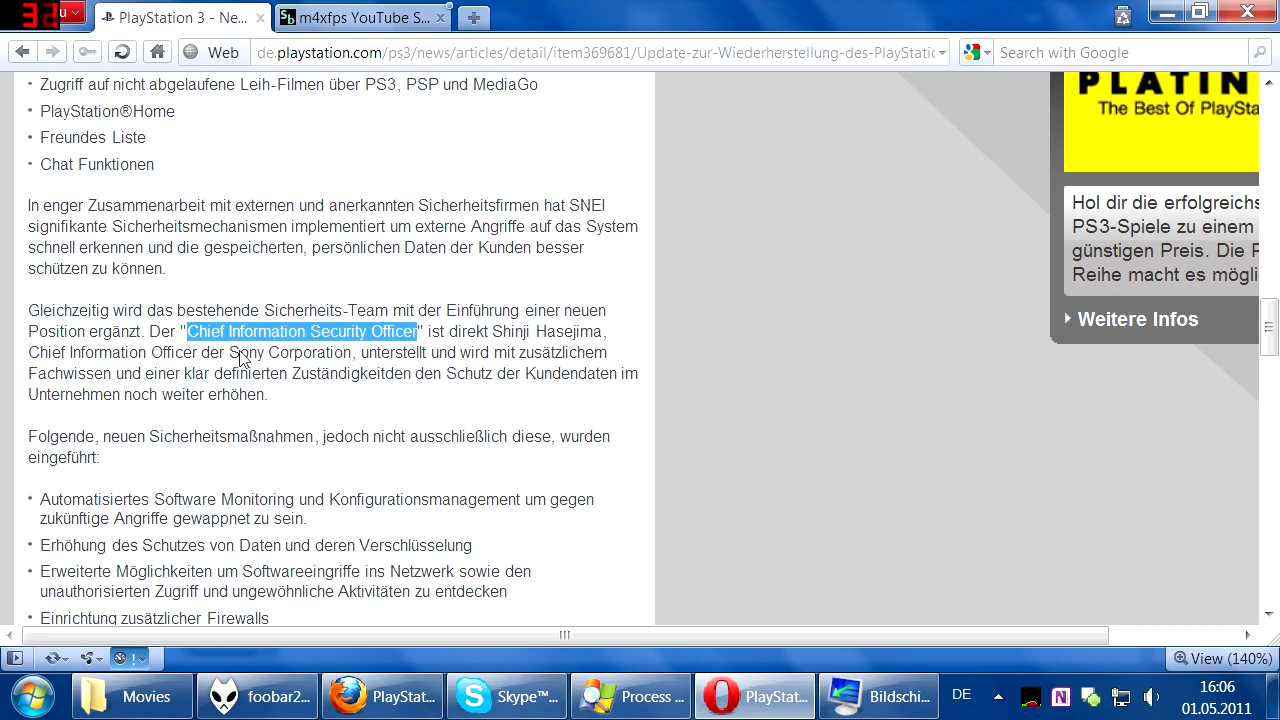 32
u
PlayStation 3 - Ne...
m4xfps YouTube S...
Web
de.playstation.com/ps3/news/articles/detail/item369681/Update-zur-Wiederherstellung-des-PlayStatic
Search with Google
• Zugriff auf nicht abgelaufene Leih-Filmen über PS3, PSP und MediaGo
• PlayStation®Home
• Freundes Liste
• Chat Funktionen
In enger Zusammenarbeit mit externen und anerkannten Sicherheitsfirmen hat SNEI
signifikante Sicherheitsmechanismen implementiert um externe Angriffe auf das System
schnell erkennen und die gespeicherten, persönlichen Daten der Kunden besser
schützen zu können.
Gleichzeitig wird das bestehende Sicherheits-Team mit der Einführung einer neuen
Position ergänzt. Der "Chief Information Security Officer" ist direkt Shinji Hasejima,
Chief Information Officer der Sony Corporation, unterstellt und wird mit zusätzlichem
Fachwissen und einer klar definierten Zuständigkeitden den Schutz der Kundendaten im
Unternehmen noch weiter erhöhen.
Folgende, neuen Sicherheitsmaßnahmen, jedoch nicht ausschließlich diese, wurden
eingeführt:
• Automatisiertes Software Monitoring und Konfigurationsmanagement um gegen
zukünftige Angriffe gewappnet zu sein.
• Erhöhung des Schutzes von Daten und deren Verschlüsselung
• Erweiterte Möglichkeiten um Softwareeingriffe ins Netzwerk sowie den
unauthorisierten Zugriff und ungewöhnliche Aktivitäten zu entdecken
• Einrichtung zusätzlicher Firewalls
PLATIN
The Best Of PlaySta
Hol dir die erfolgreichs
PS3-Spiele zu einem
günstigen Preis. Die P
Reihe macht es mögli
Weitere Infos
View (140%)
Movies
foobar2...
PlayStat...
Skype™...
Process ...
PlayStat...
Bildschi...
DE
16:06
01.05.2011